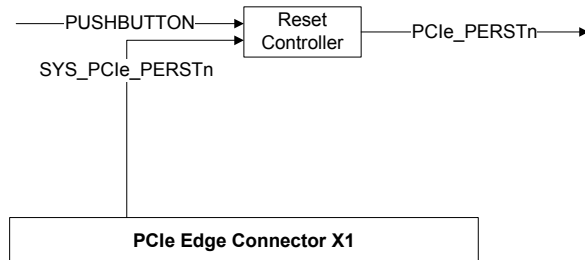 PUSHBUTTON
Reset
Controller
PCIe_PERSTn
SYS_PCIe_PERSTn
PCIe Edge Connector X1